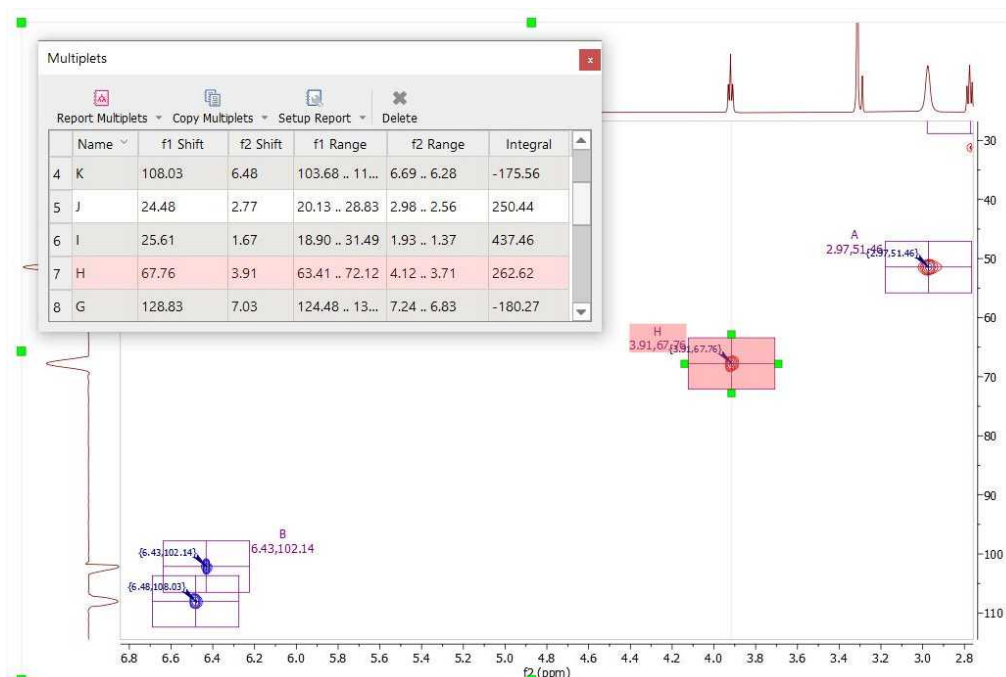 Multiplets
x
Report Multiplets Copy Multiplets Setup Report Delete
Name f1 Shift f2 Shift f1 Range f2 Range Integral
4 K 108.03 6.48 103.68 .. 11... 6.69 .. 6.28 -175.56
5 J 24.48 2.77 20.13 .. 28.83 2.98 .. 2.56 250.44
6 I 25.61 1.67 18.90 .. 31.49 1.93 .. 1.37 437.46
7 H 67.76 3.91 63.41 .. 72.12 4.12 .. 3.71 262.62
8 G 128.83 7.03 124.48 .. 13... 7.24 .. 6.83 -180.27
A
2.97,51.46
{2.97,51.46}
H
3.91,67.76
{3.91,67.76}
B
6.43,102.14
{6.43,102.14}
{6.48,108.03}
-30
-40
-50
-60
-70
-80
-90
-100
-110
6.8 6.6 6.4 6.2 6.0 5.8 5.6 5.4 5.2 5.0 4.8 4.6 4.4 4.2 4.0 3.8 3.6 3.4 3.2 3.0 2.8
f2 (ppm)